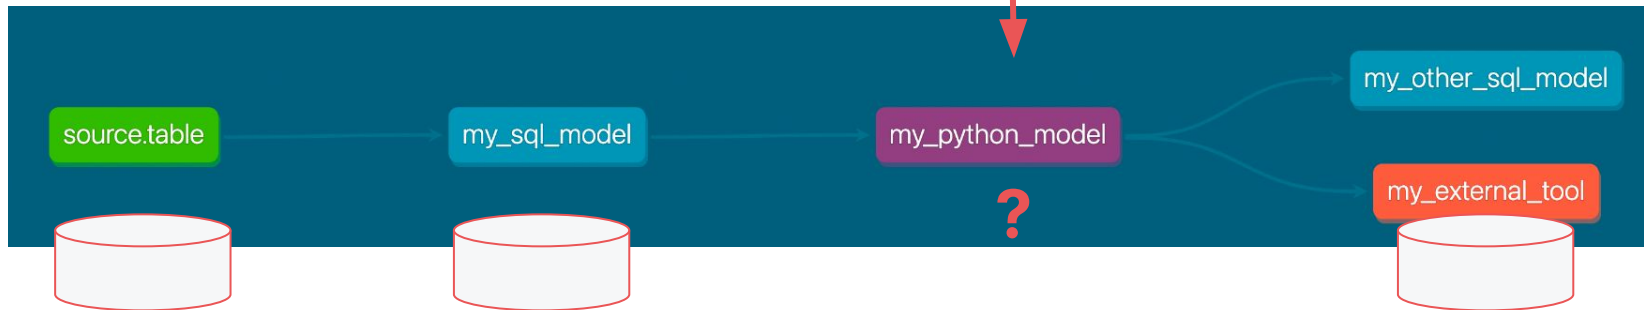 my_other_sql_model
source.table
my_sql_model
my_python_model
my_external_tool
?